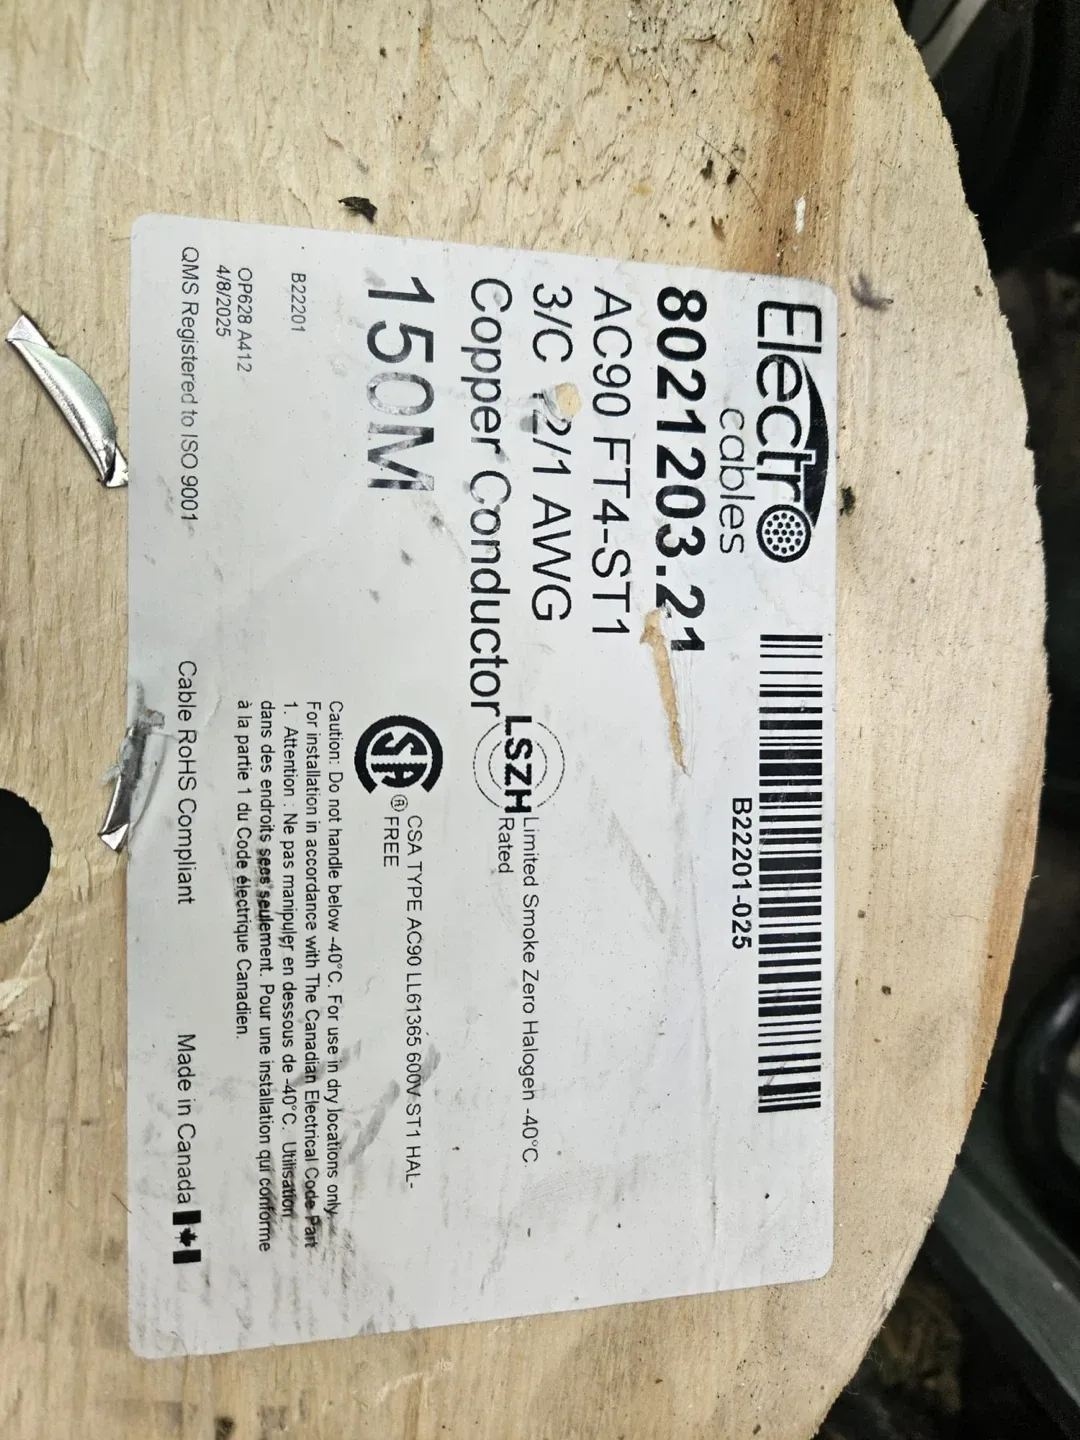 Electro
cables
B22201-025
8021203.21
AC90 FT4-ST1
3/C 12/1 AWG
Copper Conductor
LSZH
Limited Smoke Zero Halogen -40°C
Rated
150M
CSA TYPE AC90 LL61365 600V ST1 HAL-
® FREE
B22201
Caution: Do not handle below -40°C. For use in dry locations only.
For installation in accordance with The Canadian Electrical Code Part
1. Attention : Ne pas manipuler en dessous de -40°C. Utilisation
dans des endroits secs seulement. Pour une installation qui conforme
à la partie 1 du Code électrique Canadien.
OP628 A412
4/8/2025
QMS Registered to ISO 9001
Cable RoHS Compliant
Made in Canada